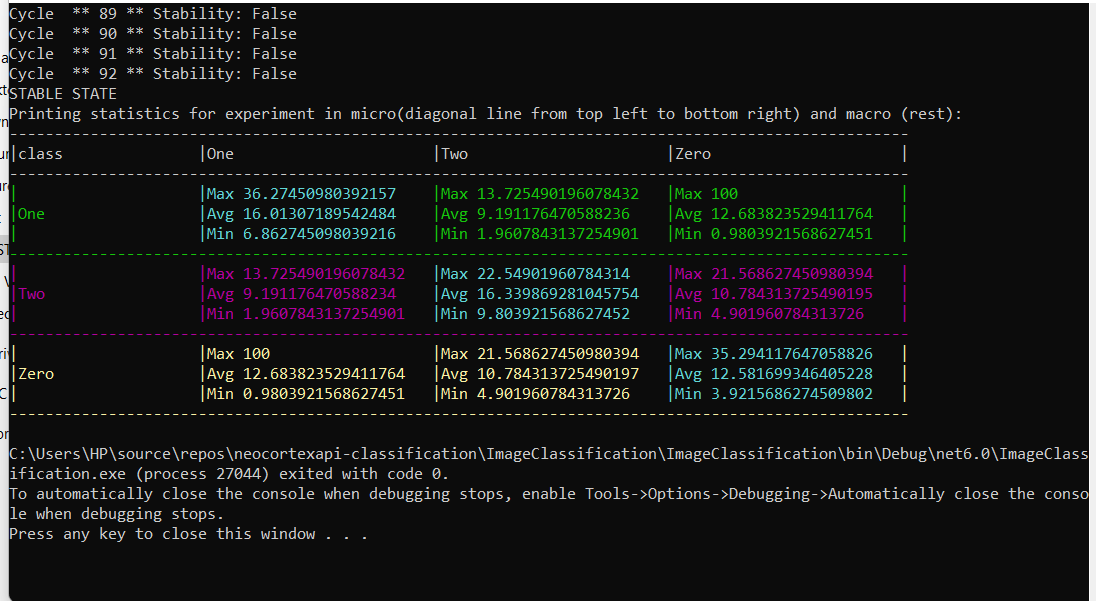 Cycle  ** 89 ** Stability: False
Cycle  ** 90 ** Stability: False
Cycle  ** 91 ** Stability: False
Cycle  ** 92 ** Stability: False
STABLE STATE
Printing statistics for experiment in micro(diagonal line from top left to bottom right) and macro (rest):
----------------------------------------------------------------------------------------------------
|class |One |Two |Zero |
----------------------------------------------------------------------------------------------------
| |Max 36.27450980392157 |Max 13.725490196078432 |Max 100 |
|One |Avg 16.01307189542484 |Avg 9.191176470588236 |Avg 12.683823529411764 |
| |Min 6.862745098039216 |Min 1.9607843137254901 |Min 0.9803921568627451 |
----------------------------------------------------------------------------------------------------
| |Max 13.725490196078432 |Max 22.54901960784314 |Max 21.568627450980394 |
|Two |Avg 9.191176470588234 |Avg 16.339869281045754 |Avg 10.784313725490195 |
| |Min 1.9607843137254901 |Min 9.803921568627452 |Min 4.901960784313726 |
----------------------------------------------------------------------------------------------------
| |Max 100 |Max 21.568627450980394 |Max 35.294117647058826 |
|Zero |Avg 12.683823529411764 |Avg 10.784313725490197 |Avg 12.581699346405228 |
| |Min 0.9803921568627451 |Min 4.901960784313726 |Min 3.9215686274509802 |
----------------------------------------------------------------------------------------------------
C:\Users\HP\source\repos\neocortexapi-classification\ImageClassification\ImageClassification\bin\Debug\net6.0\ImageClass
ification.exe (process 27044) exited with code 0.
To automatically close the console when debugging stops, enable Tools->Options->Debugging->Automatically close the conso
le when debugging stops.
Press any key to close this window . . .